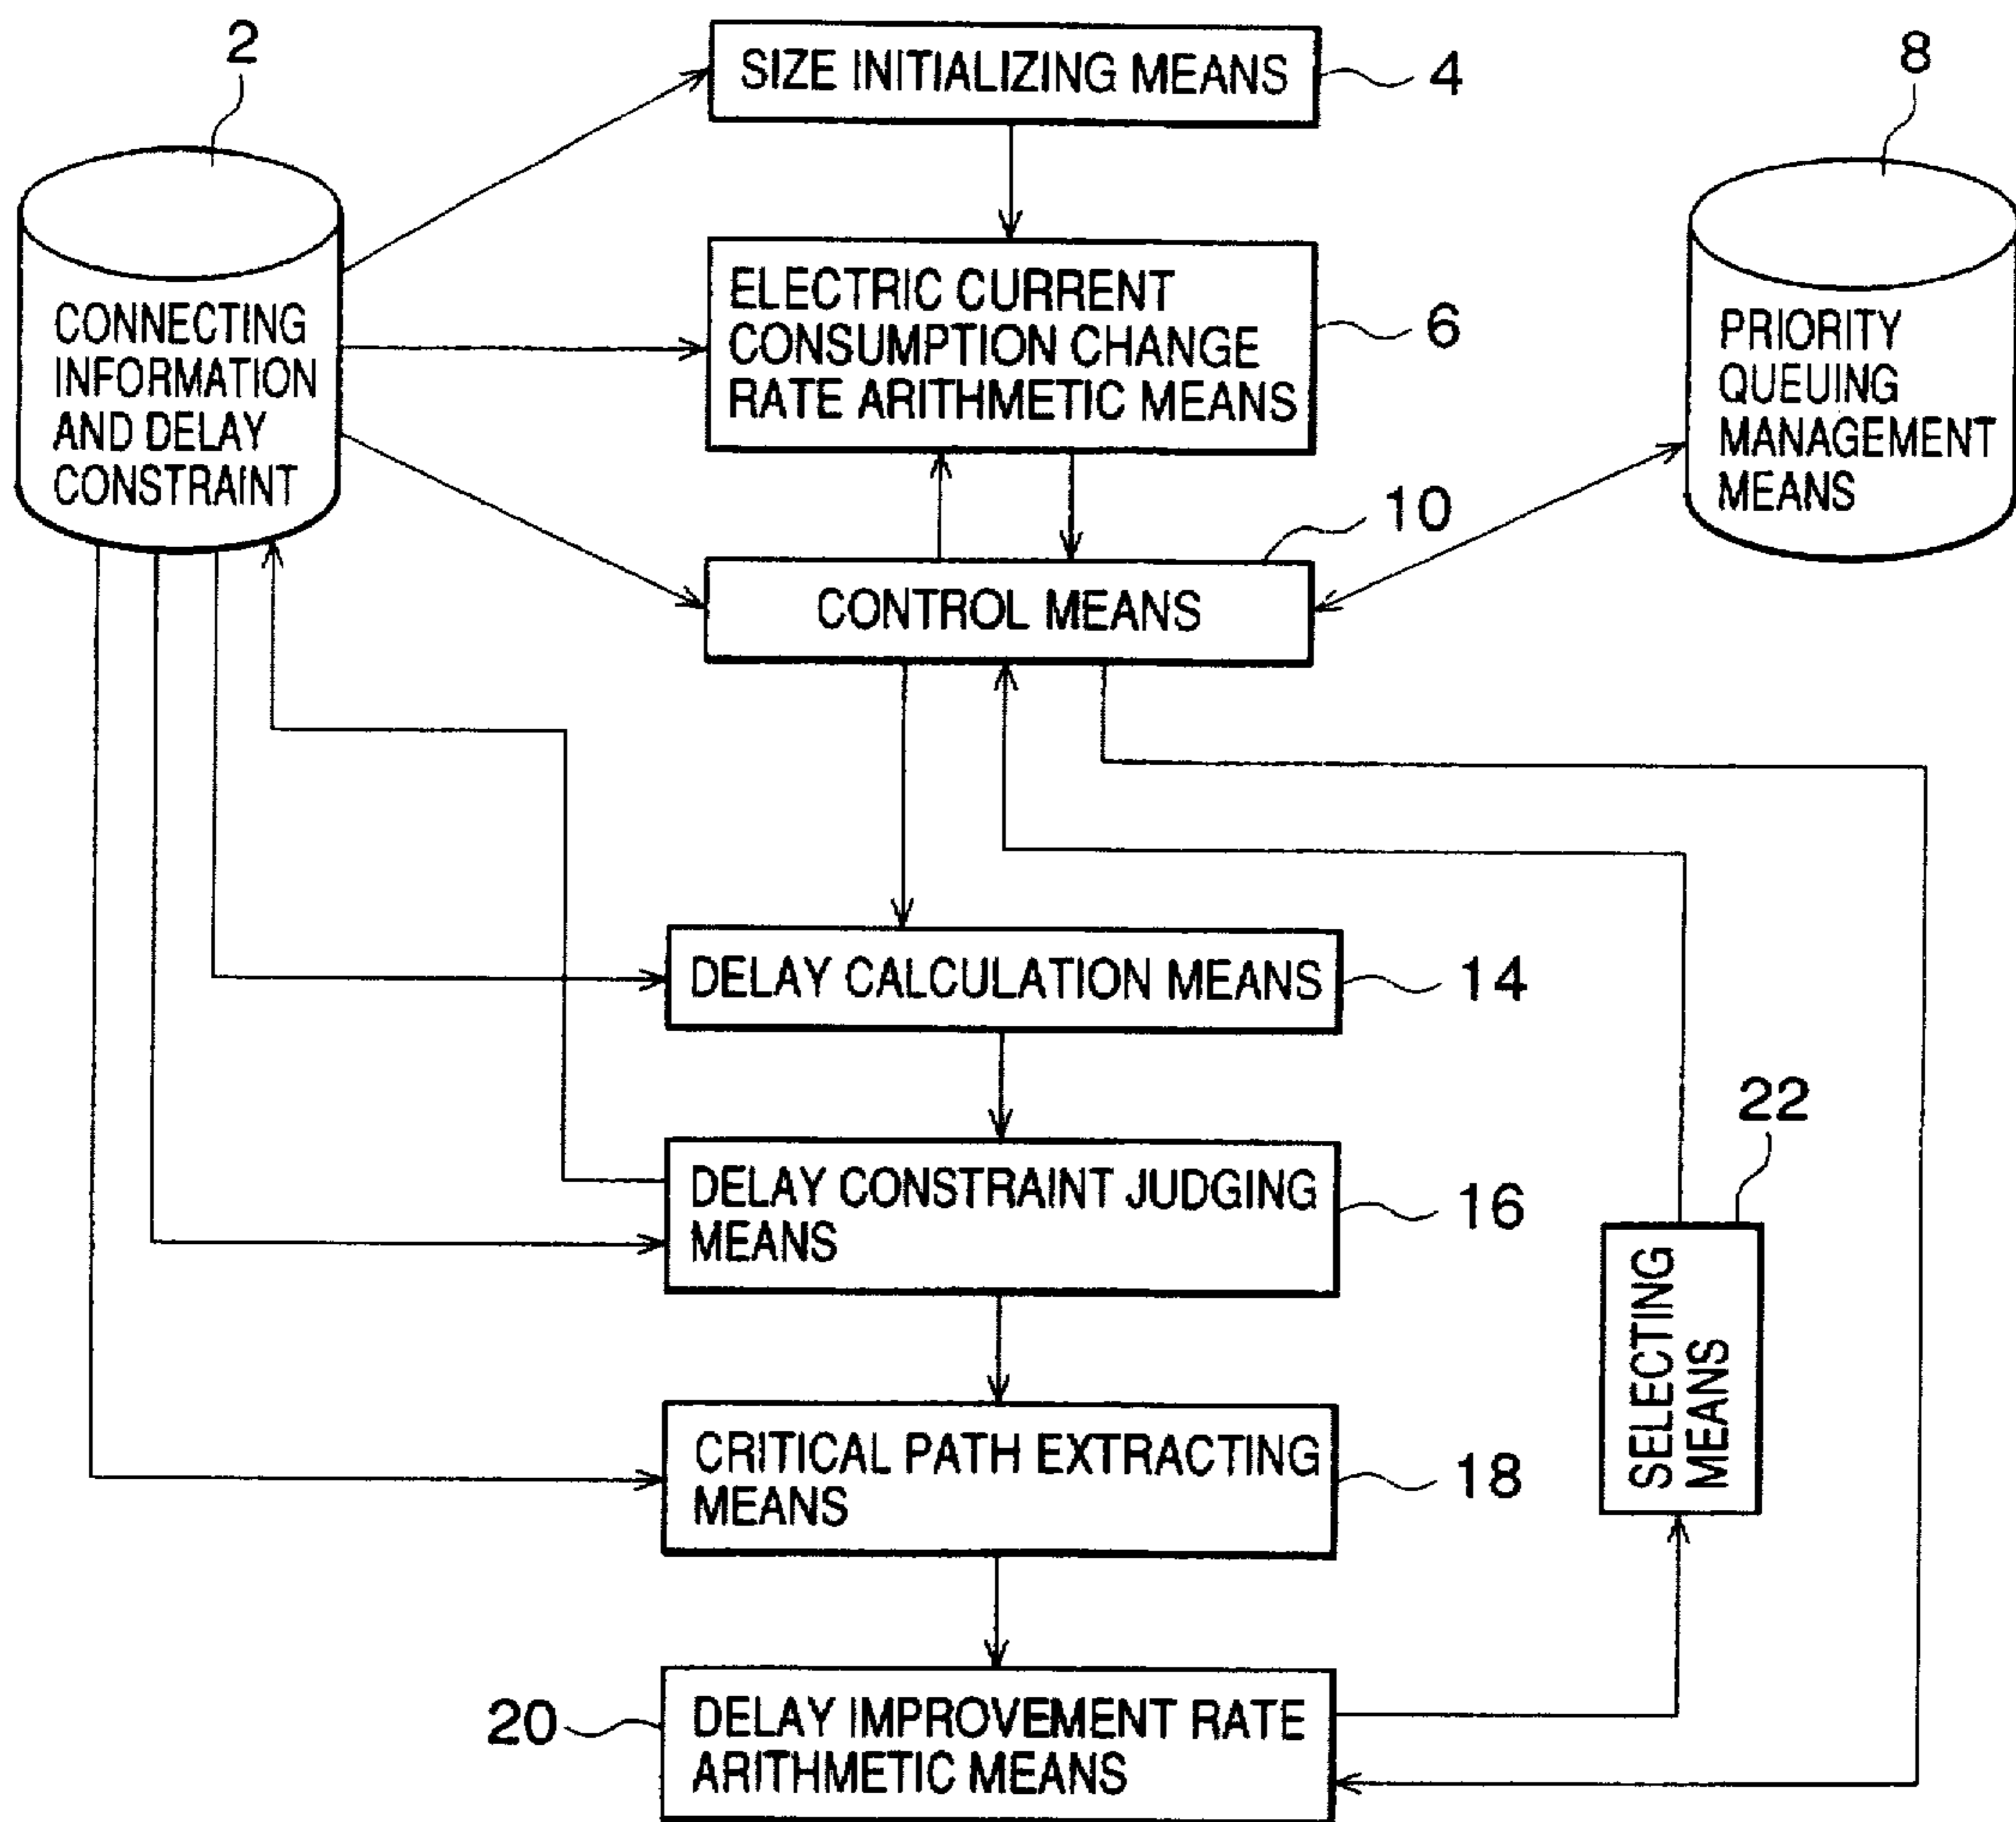 2
SIZE INITIALIZING MEANS
4
8
CONNECTING
INFORMATION
AND DELAY
CONSTRAINT
ELECTRIC CURRENT
CONSUMPTION CHANGE
RATE ARITHMETIC MEANS
6
PRIORITY
QUEUING
MANAGEMENT
MEANS
10
CONTROL MEANS
DELAY CALCULATION MEANS
14
DELAY CONSTRAINT JUDGING
MEANS
16
22
SELECTING
MEANS
CRITICAL PATH EXTRACTING
MEANS
18
20
DELAY IMPROVEMENT RATE
ARITHMETIC MEANS